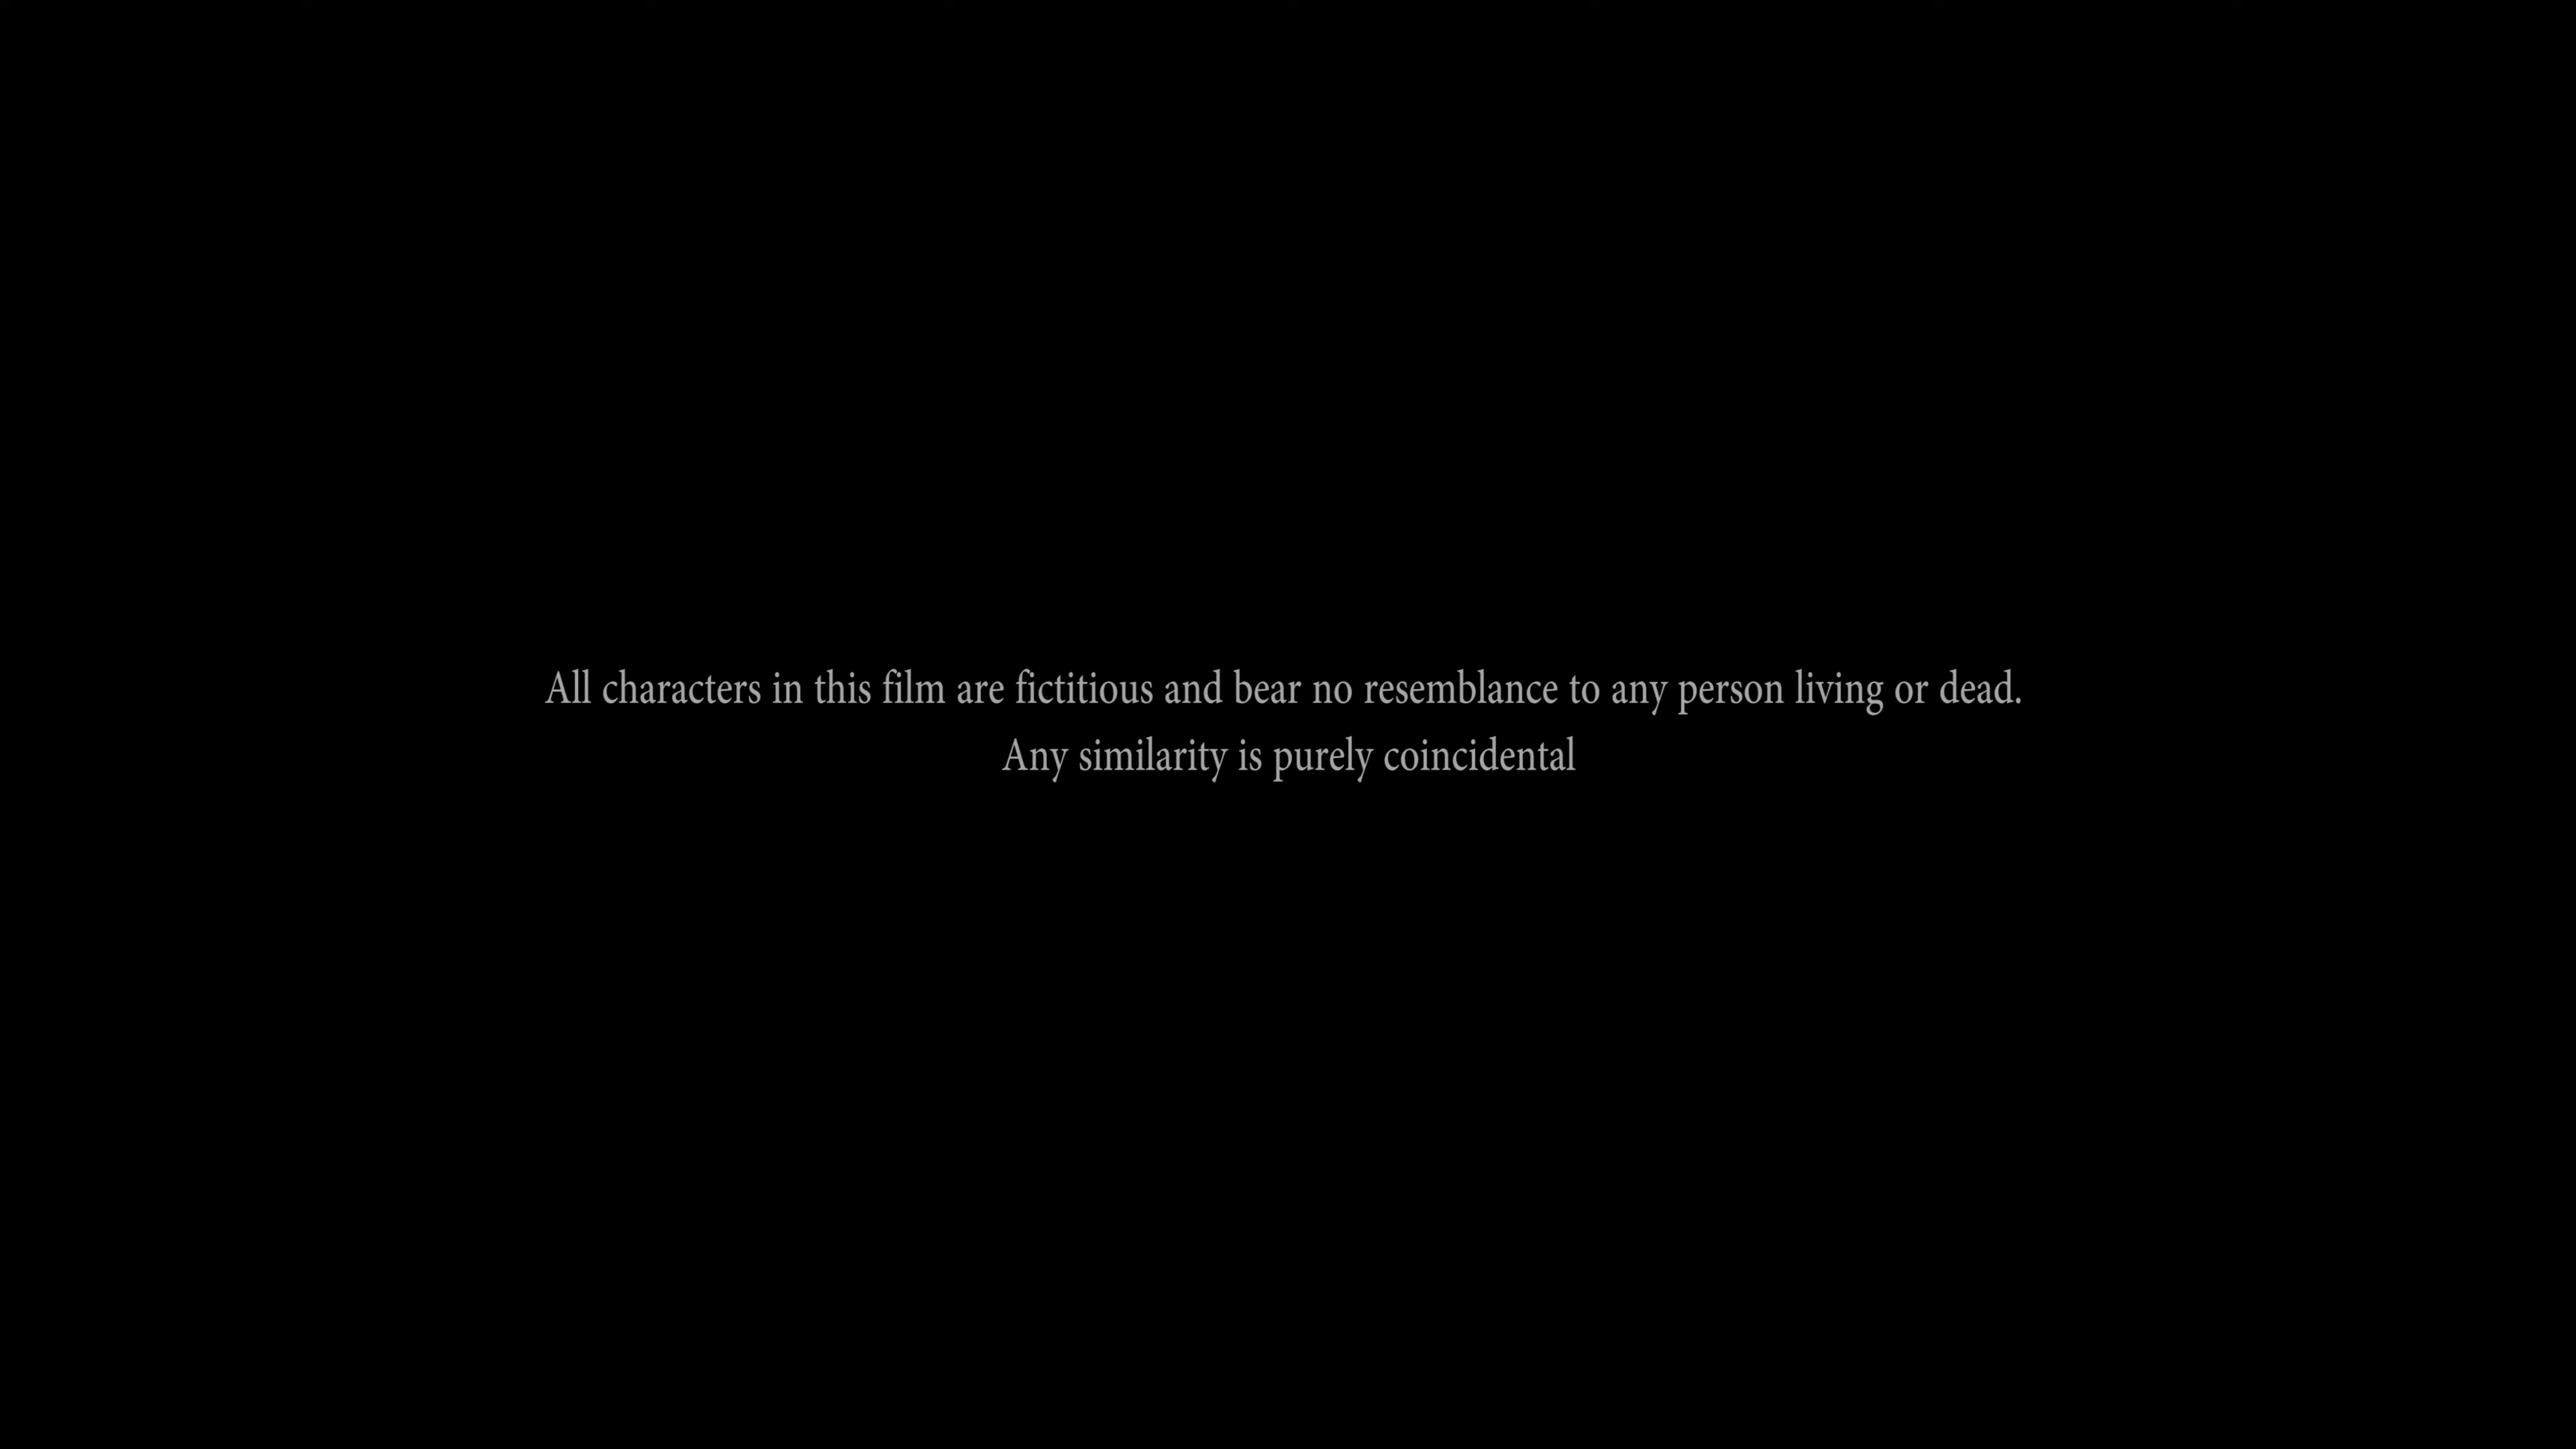 All characters in this film are fictitious and bear no resemblance to any person living or dead.
Any similarity is purely coincidental